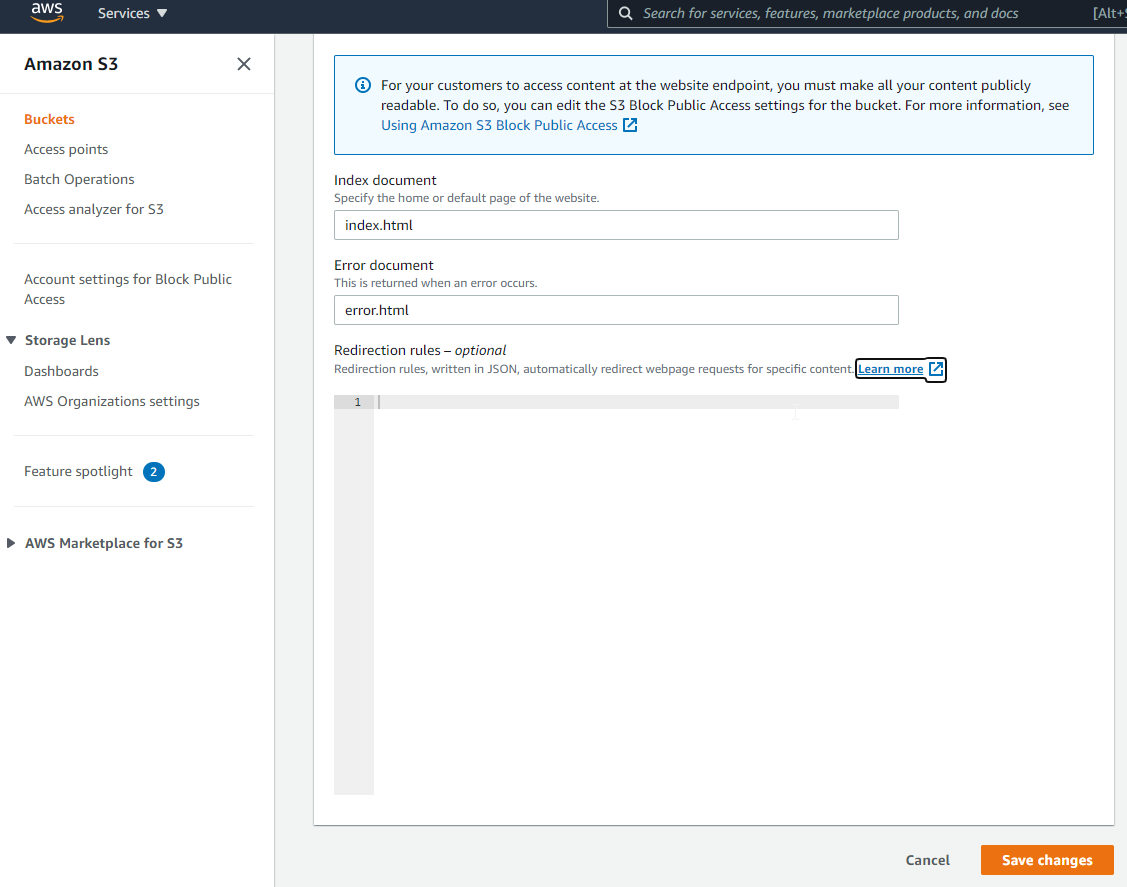 aws Services Search for services, features, marketplace products, and docs [Alt+S
Amazon S3
Buckets
Access points
Batch Operations
Access analyzer for S3
Account settings for Block Public
Access
Storage Lens
Dashboards
AWS Organizations settings
Feature spotlight 2
AWS Marketplace for S3
For your customers to access content at the website endpoint, you must make all your content publicly
readable. To do so, you can edit the S3 Block Public Access settings for the bucket. For more information, see
Using Amazon S3 Block Public Access
Index document
Specify the home or default page of the website.
index.html
Error document
This is returned when an error occurs.
error.html
Redirection rules – optional
Redirection rules, written in JSON, automatically redirect webpage requests for specific content. Learn more
1
Cancel Save changes